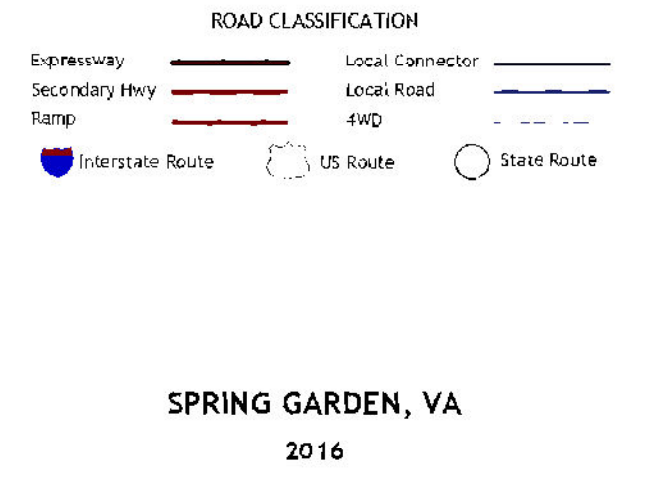 ROAD CLASSIFICATION
Expressway Local Connector
Secondary Hwy Local Road
Ramp 4WD
Interstate Route US Route State Route
SPRING GARDEN, VA
2016